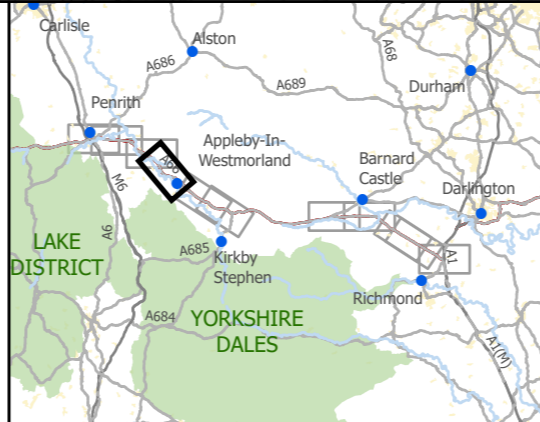 Carlisle
Alston
A68
A686
A689
Durham
Penrith
Appleby-In-
Westmorland
A66
Barnard
Castle
Darlington
M6
A6
LAKE
DISTRICT
A685
Kirkby
Stephen
A1
Richmond
A684
YORKSHIRE
DALES
A1(M)